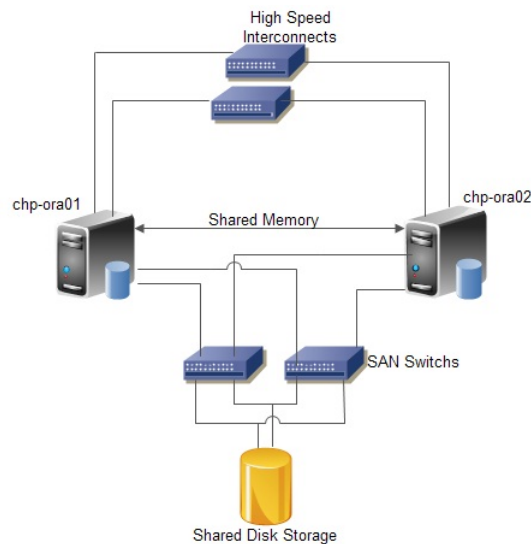 High Speed
Interconnects
chp-ora01
chp-ora02
Shared Memory
SAN Switchs
Shared Disk Storage